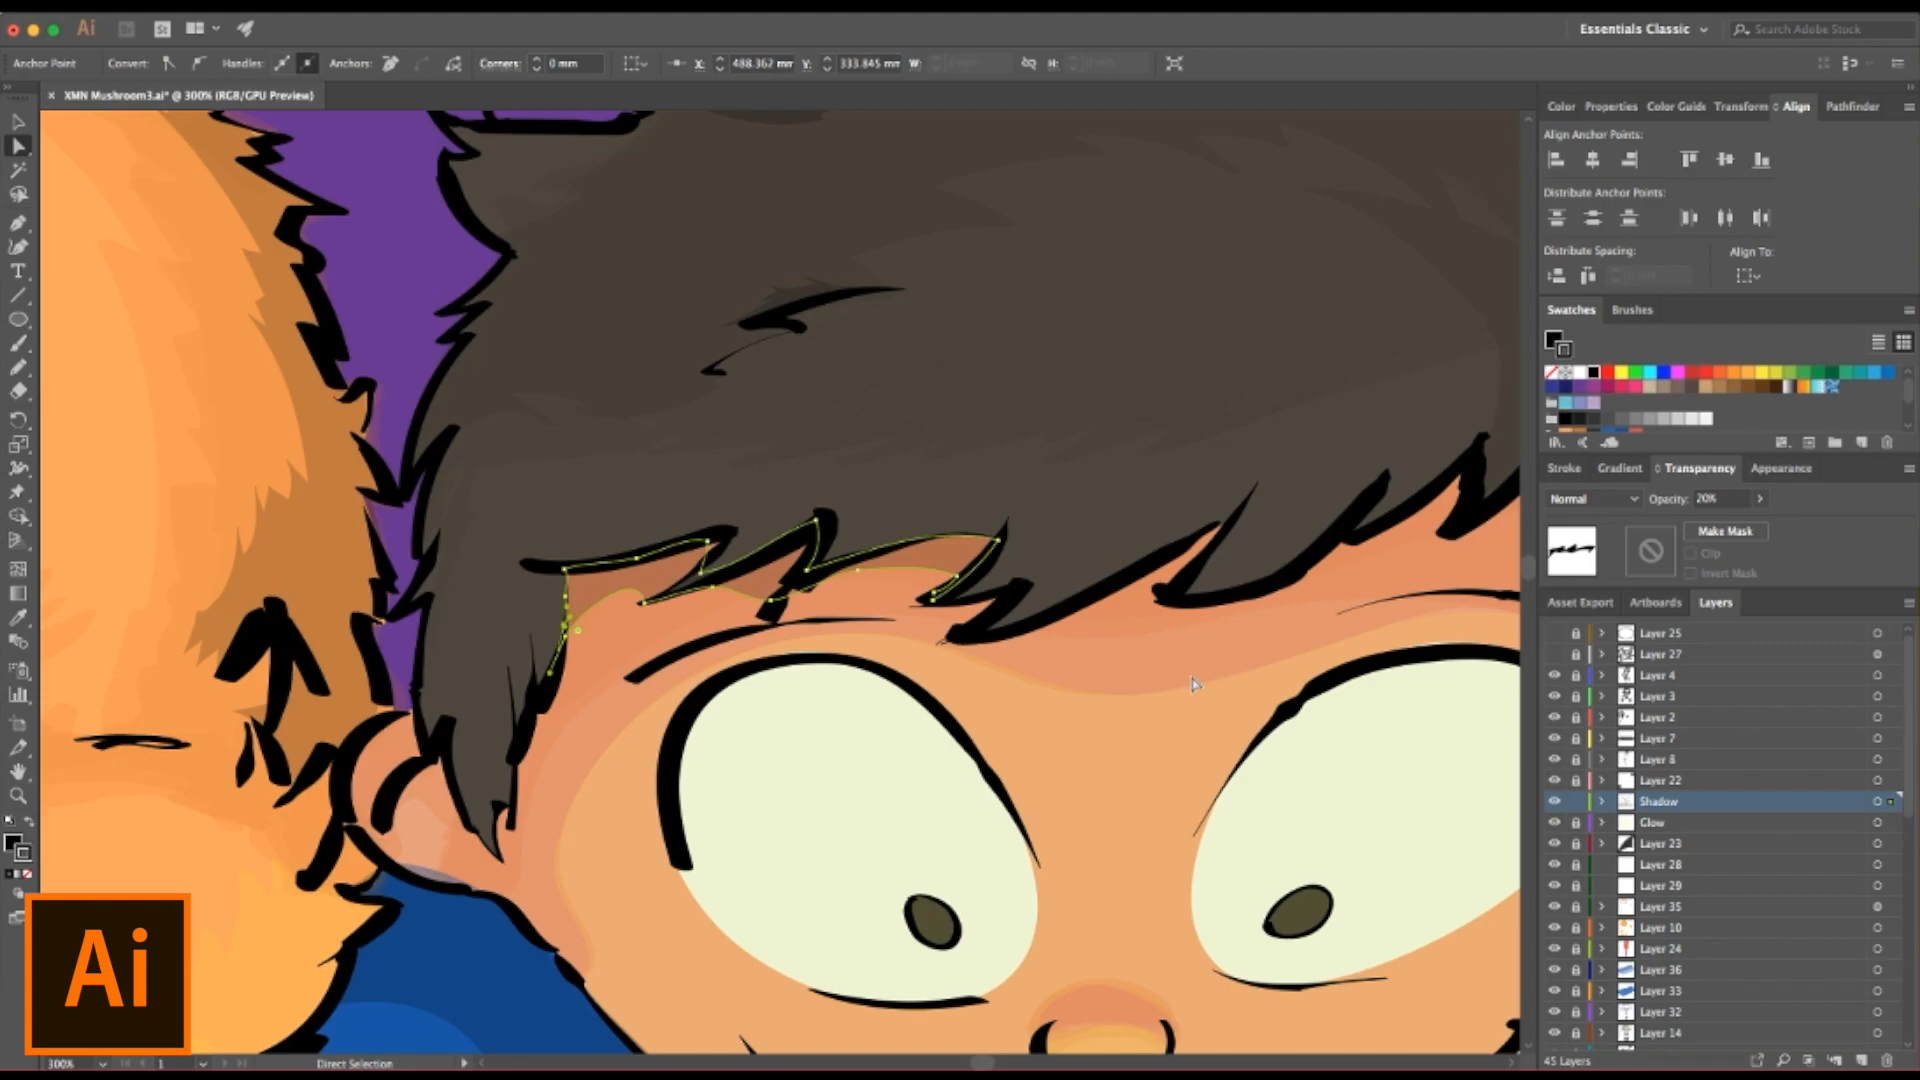 Ai Br St Essentials Classic Search Adobe Stock
Anchor Point Convert: Handles: Anchors: Corners: 0 mm X: 488.362 mm Y: 333.845 mm W: H:
× XMN Mushroom3.ai* @ 300% (RGB/GPU Preview)
Color Properties Color Guide Transform Align Pathfinder
Align Anchor Points:
Distribute Anchor Points:
Distribute Spacing: Align To:
Swatches Brushes
Stroke Gradient Transparency Appearance
Normal Opacity: 20%
Make Mask
Clip
Invert Mask
Asset Export Artboards Layers
Layer 25
Layer 27
Layer 4
Layer 3
Layer 2
Layer 7
Layer 8
Layer 22
Shadow
Glow
Layer 23
Layer 28
Layer 29
Layer 35
Layer 10
Layer 24
Layer 36
Layer 33
Layer 32
Layer 14
Ai
300% 1 Direct Selection
45 Layers